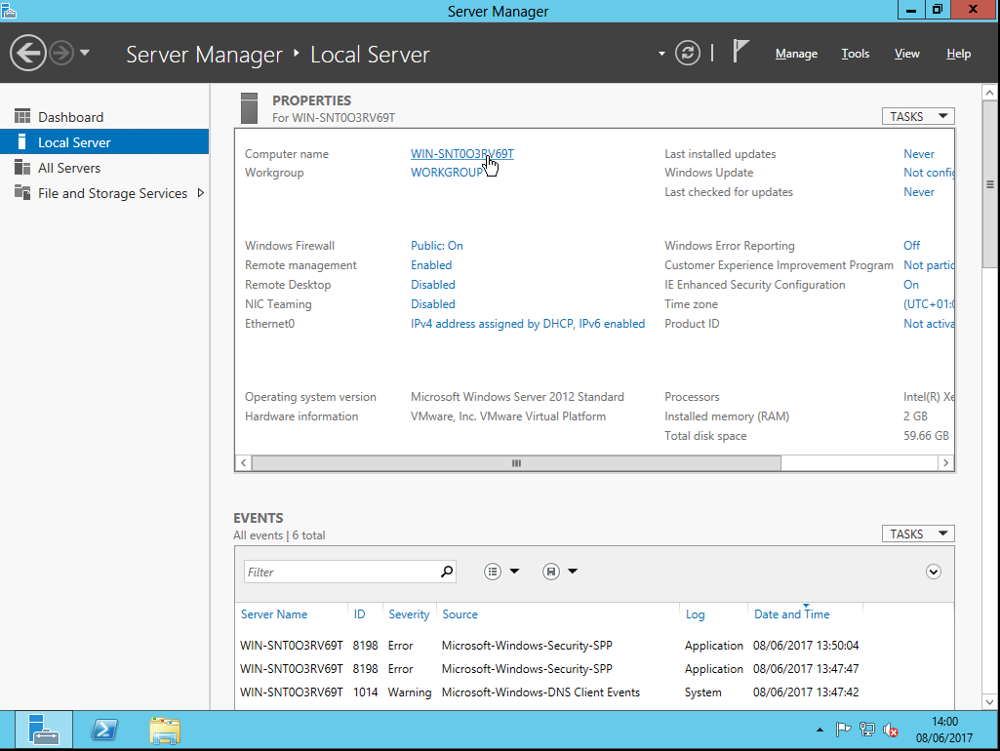 Server Manager
Server Manager ‣ Local Server
Manage Tools View Help
Dashboard
Local Server
All Servers
File and Storage Services
PROPERTIES
For WIN-SNT0O3RV69T
TASKS
Computer name WIN-SNT0O3RV69T Last installed updates Never
Workgroup WORKGROUP Windows Update Not config
Last checked for updates Never
Windows Firewall Public: On Windows Error Reporting Off
Remote management Enabled Customer Experience Improvement Program Not partic
Remote Desktop Disabled IE Enhanced Security Configuration On
NIC Teaming Disabled Time zone (UTC+01:0
Ethernet0 IPv4 address assigned by DHCP, IPv6 enabled Product ID Not activa
Operating system version Microsoft Windows Server 2012 Standard Processors Intel(R) Xe
Hardware information VMware, Inc. VMware Virtual Platform Installed memory (RAM) 2 GB
Total disk space 59.66 GB
EVENTS
All events | 6 total
TASKS
Filter
Server Name ID Severity Source Log Date and Time
WIN-SNT0O3RV69T 8198 Error Microsoft-Windows-Security-SPP Application 08/06/2017 13:50:04
WIN-SNT0O3RV69T 8198 Error Microsoft-Windows-Security-SPP Application 08/06/2017 13:47:47
WIN-SNT0O3RV69T 1014 Warning Microsoft-Windows-DNS Client Events System 08/06/2017 13:47:42
14:00
08/06/2017